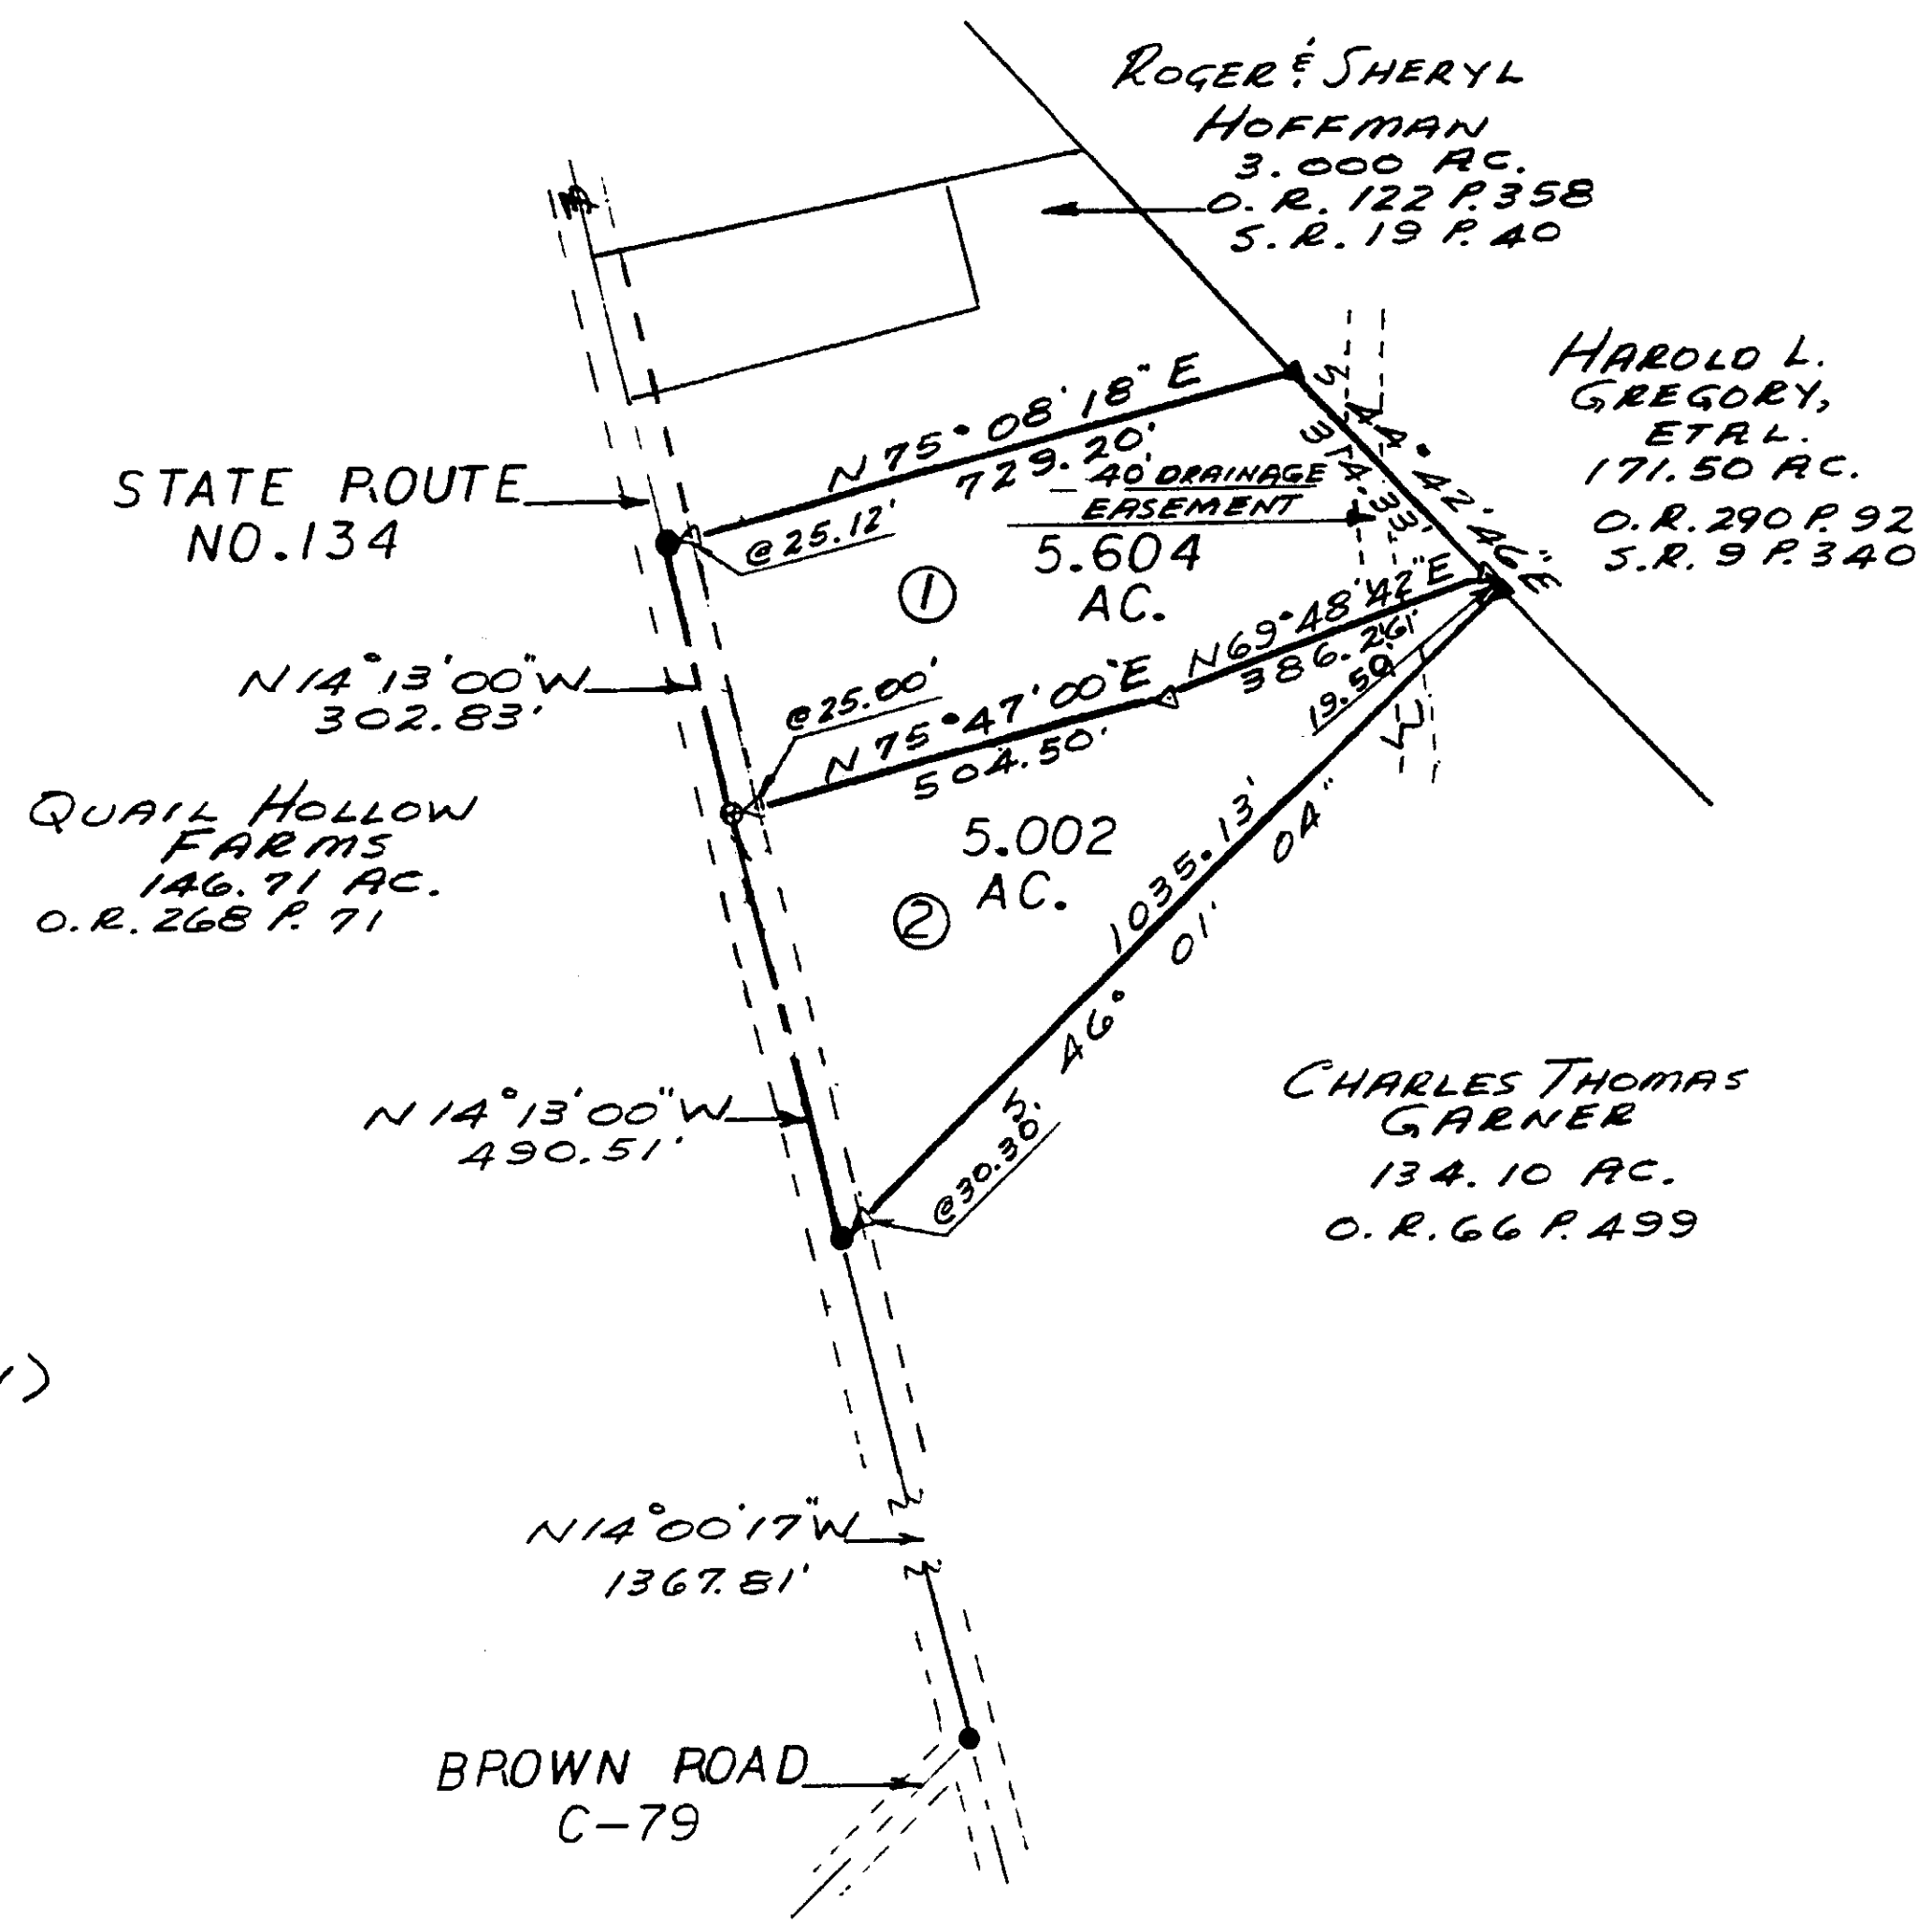 ROGER & SHERYL
HOFFMAN
3.000 AC.
O.R. 122 P. 358
S.R. 19 P. 40
HAROLD L.
GREGORY,
ETAL.
171.50 AC.
O.R. 290 P. 92
S.R. 9 P. 340
STATE ROUTE
NO. 134
N 75° 08' 18" E
729.20'
40' DRAINAGE
EASEMENT
@ 25.12'
5.604
AC.
1
S 44° 42' 40" E
374.33'
N 14° 13' 00" W
302.83'
@ 25.00'
N 75° 47' 00" E
504.50'
N 69° 48' 42" E
386.26'
19.50'
QUAIL HOLLOW
FARMS
146.71 AC.
O.R. 268 P. 71
5.002
AC.
2
1035.13'
S. 46° 01' 04"
@ 30.30'
N 14° 13' 00" W
490.51'
CHARLES THOMAS
GARNER
134.10 AC.
O.R. 66 P. 499
N 14° 00' 17" W
1367.81'
BROWN ROAD
C-79